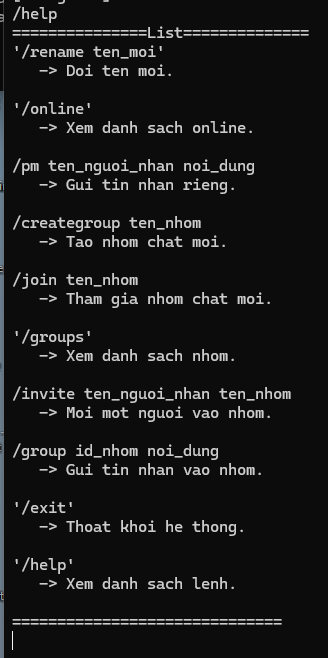 /help
===============List==============
'/rename ten_moi'
-> Doi ten moi.
'/online'
-> Xem danh sach online.
/pm ten_nguoi_nhan noi_dung
-> Gui tin nhan rieng.
/creategroup ten_nhom
-> Tao nhom chat moi.
/join ten_nhom
-> Tham gia nhom chat moi.
'/groups'
-> Xem danh sach nhom.
/invite ten_nguoi_nhan ten_nhom
-> Moi mot nguoi vao nhom.
/group id_nhom noi_dung
-> Gui tin nhan vao nhom.
'/exit'
-> Thoat khoi he thong.
'/help'
-> Xem danh sach lenh.
==============================